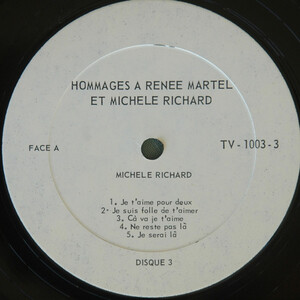 HOMMAGES A RENEE MARTEL
ET MICHELE RICHARD
FACE A
TV - 1003 - 3
MICHELE RICHARD
1. Je t'aime pour deux
2- Je suis folle de t'aimer
3. Cà va je t'aime
4. Ne reste pas là
5. Je serai là
DISQUE 3